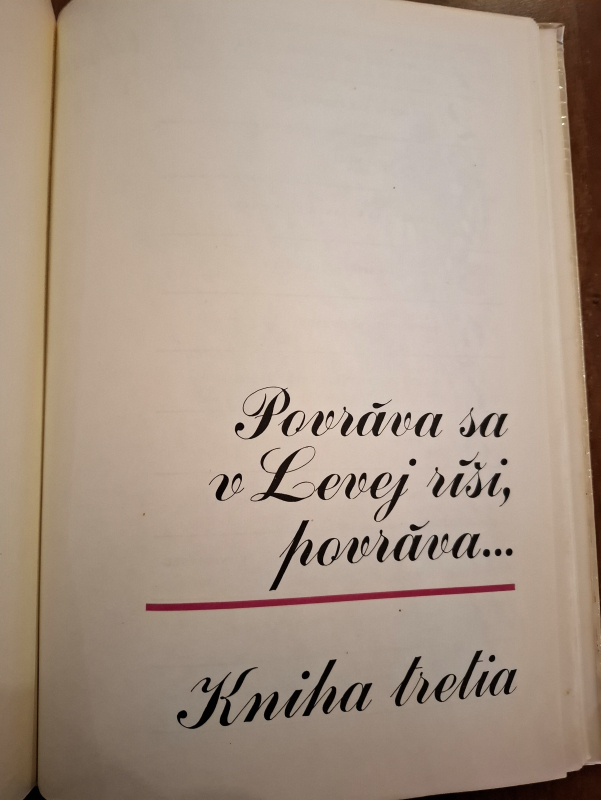 Povráva sa
v Levej ríši,
povráva...
Kniha tretia